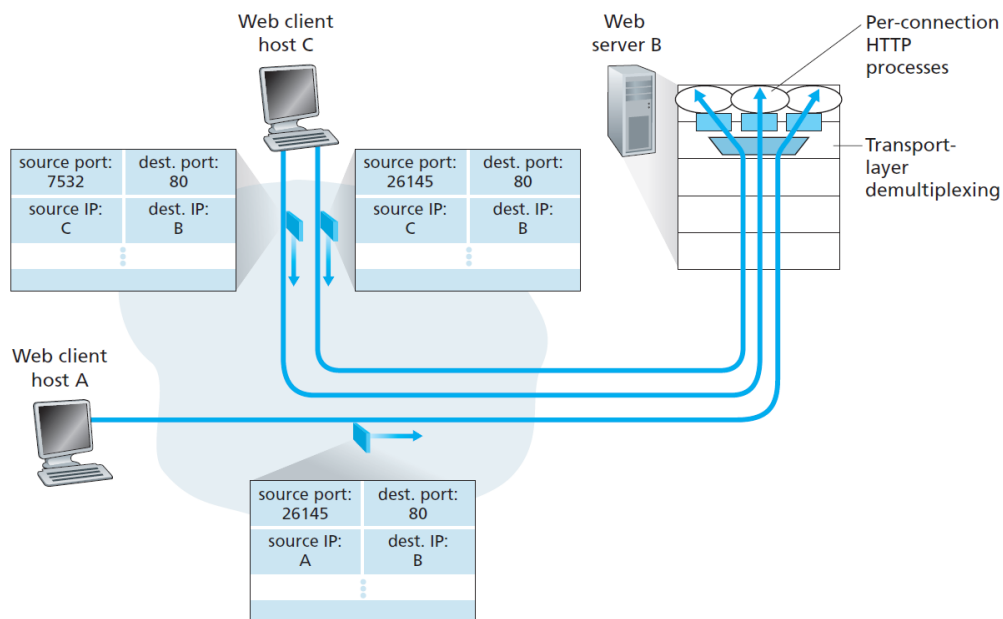 Web client
host C
Web
server B
Per-connection
HTTP
processes
Transport-
layer
demultiplexing
source port:
7532
dest. port:
80
source IP:
C
dest. IP:
B
source port:
26145
dest. port:
80
source IP:
C
dest. IP:
B
Web client
host A
source port:
26145
dest. port:
80
source IP:
A
dest. IP:
B